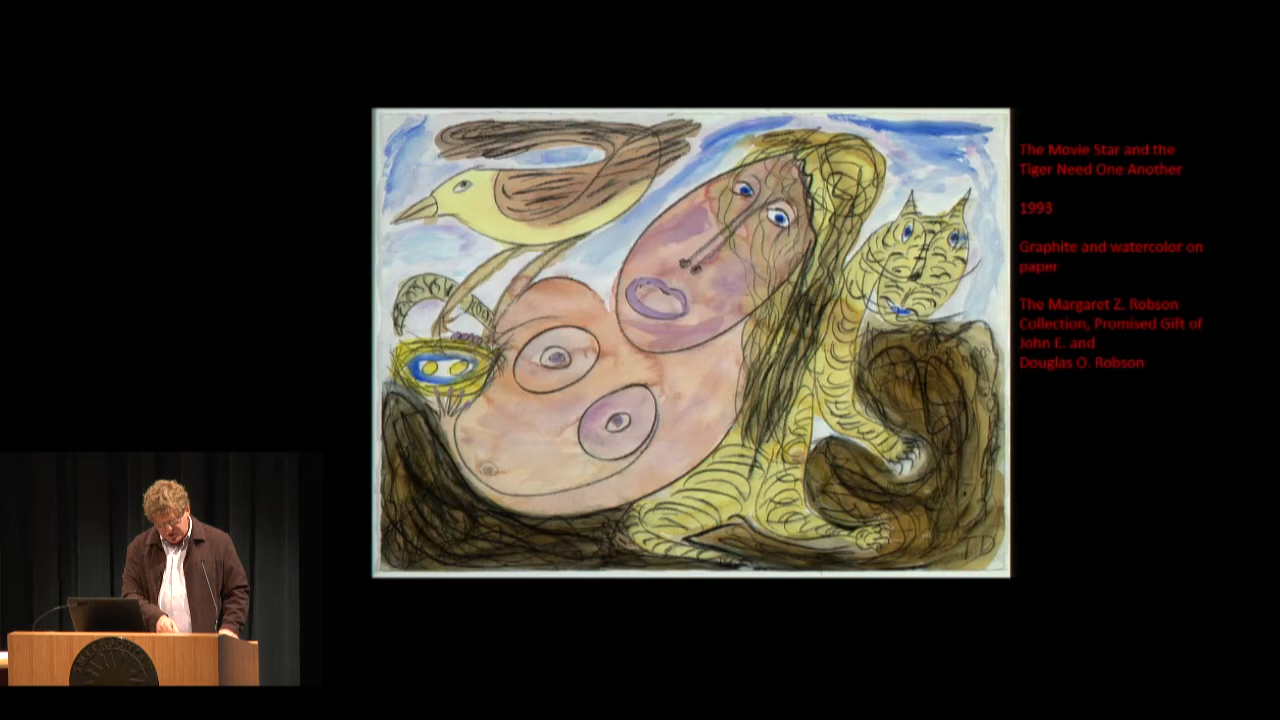 The Movie Star and the
Tiger Need One Another
1993
Graphite and watercolor on
paper
The Margaret Z. Robson
Collection, Promised Gift of
John E. and
Douglas O. Robson
TD